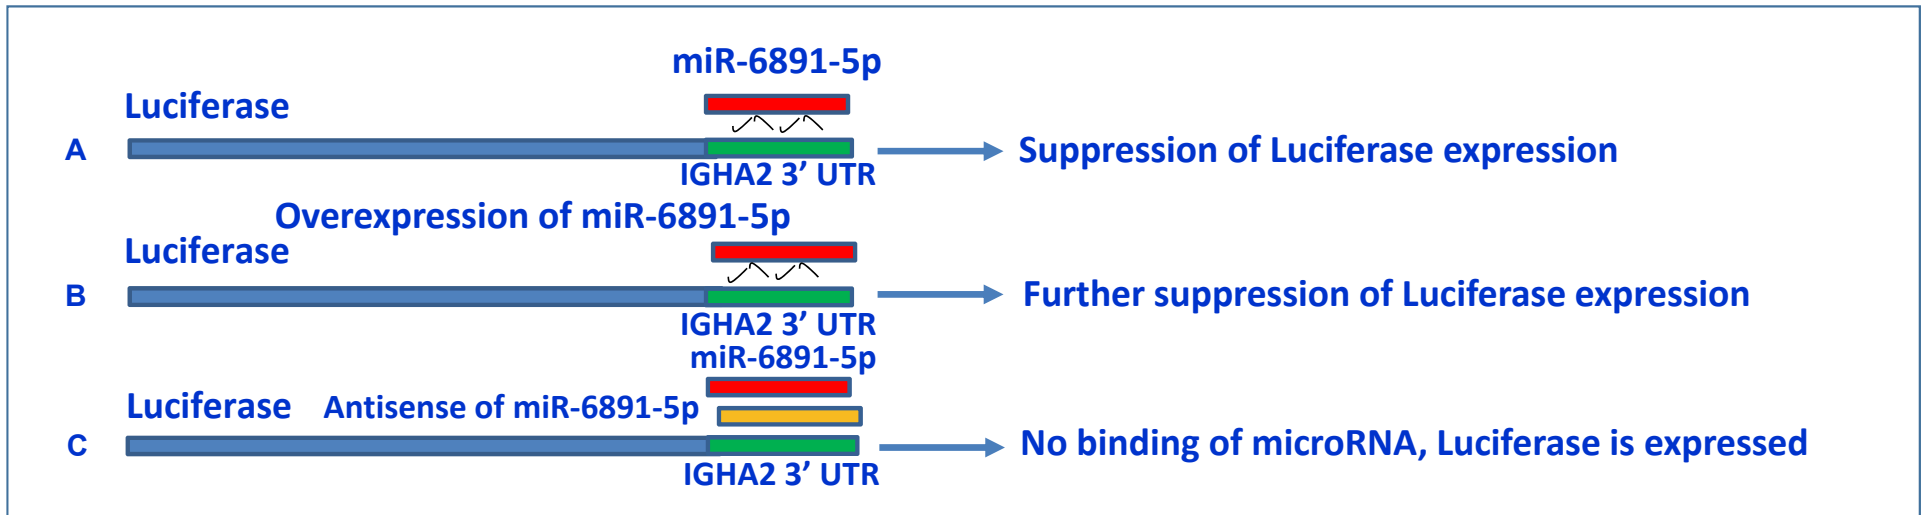 miR-6891-5p
Luciferase
A
Suppression of Luciferase expression
IGHA2 3’ UTR
Overexpression of miR-6891-5p
Luciferase
B
Further suppression of Luciferase expression
IGHA2 3’ UTR
miR-6891-5p
Luciferase Antisense of miR-6891-5p
C
No binding of microRNA, Luciferase is expressed
IGHA2 3’ UTR